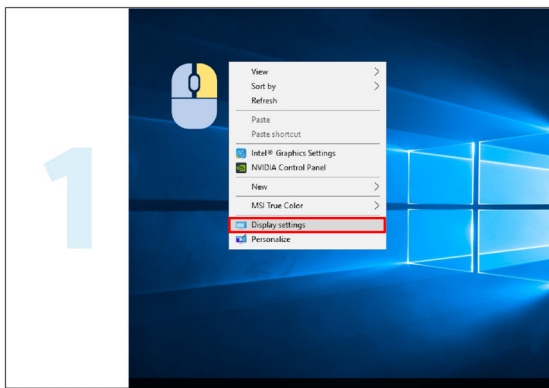 1
View
Sort by
Refresh
Paste
Paste shortcut
Intel® Graphics Settings
NVIDIA Control Panel
New
MSI True Color
Display settings
Personalize